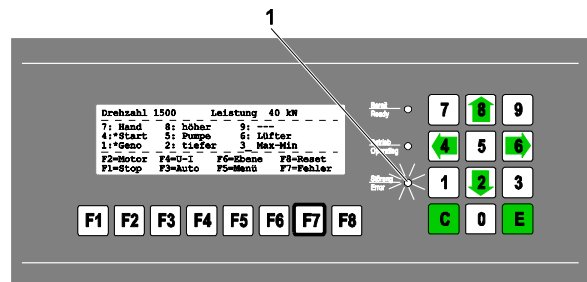 1
Drehzahl 1500 Leistung 40 kW
7: Hand 8: höher 9: ---
4:*Start 5: Pumpe 6: Lüfter
1:*Geno 2: tiefer 3_ Max-Min
F2=Motor F4=U-I F6=Ebene F8=Reset
F1=Stop F3=Auto F5=Menü F7=Fehler
Bereit
Ready
Betrieb
Operating
Störung
Error
7 8 9
4 5 6
1 2 3
C 0 E
F1 F2 F3 F4 F5 F6 F7 F8